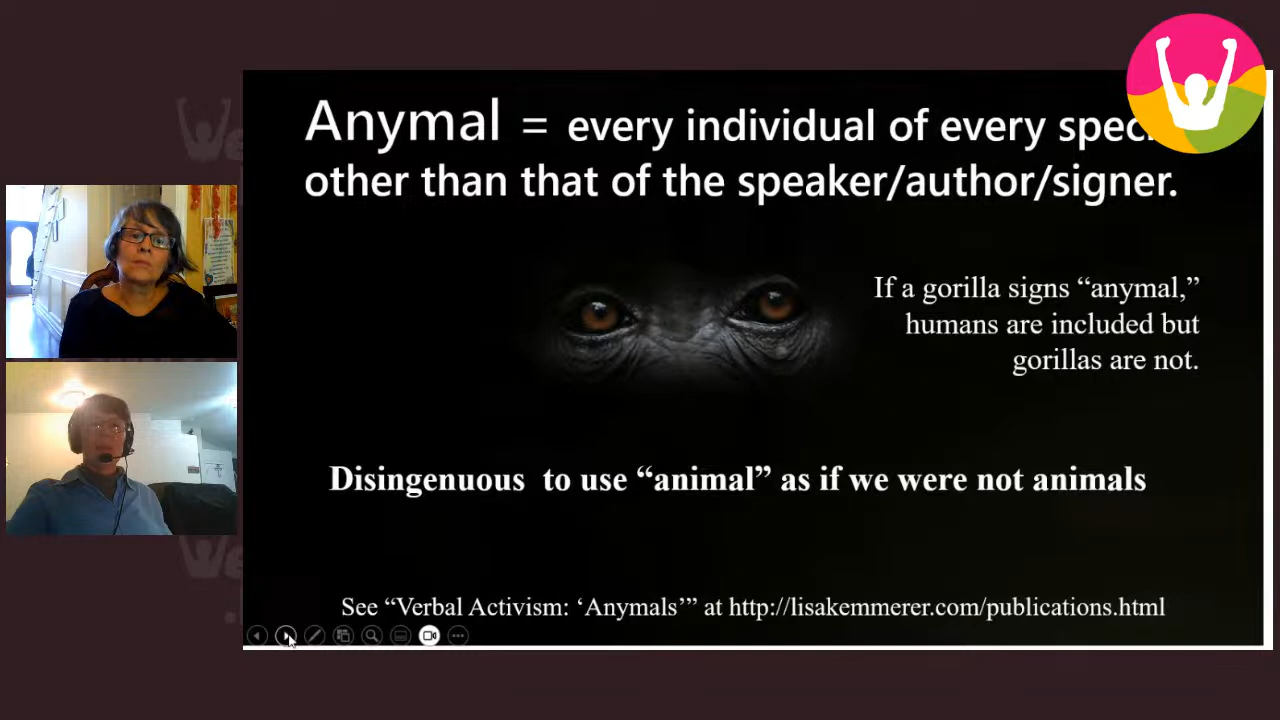 Anymal = every individual of every speci
other than that of the speaker/author/signer.
If a gorilla signs “anymal,”
humans are included but
gorillas are not.
Disingenuous to use “animal” as if we were not animals
See “Verbal Activism: ‘Anymals’” at http://lisakemmerer.com/publications.html